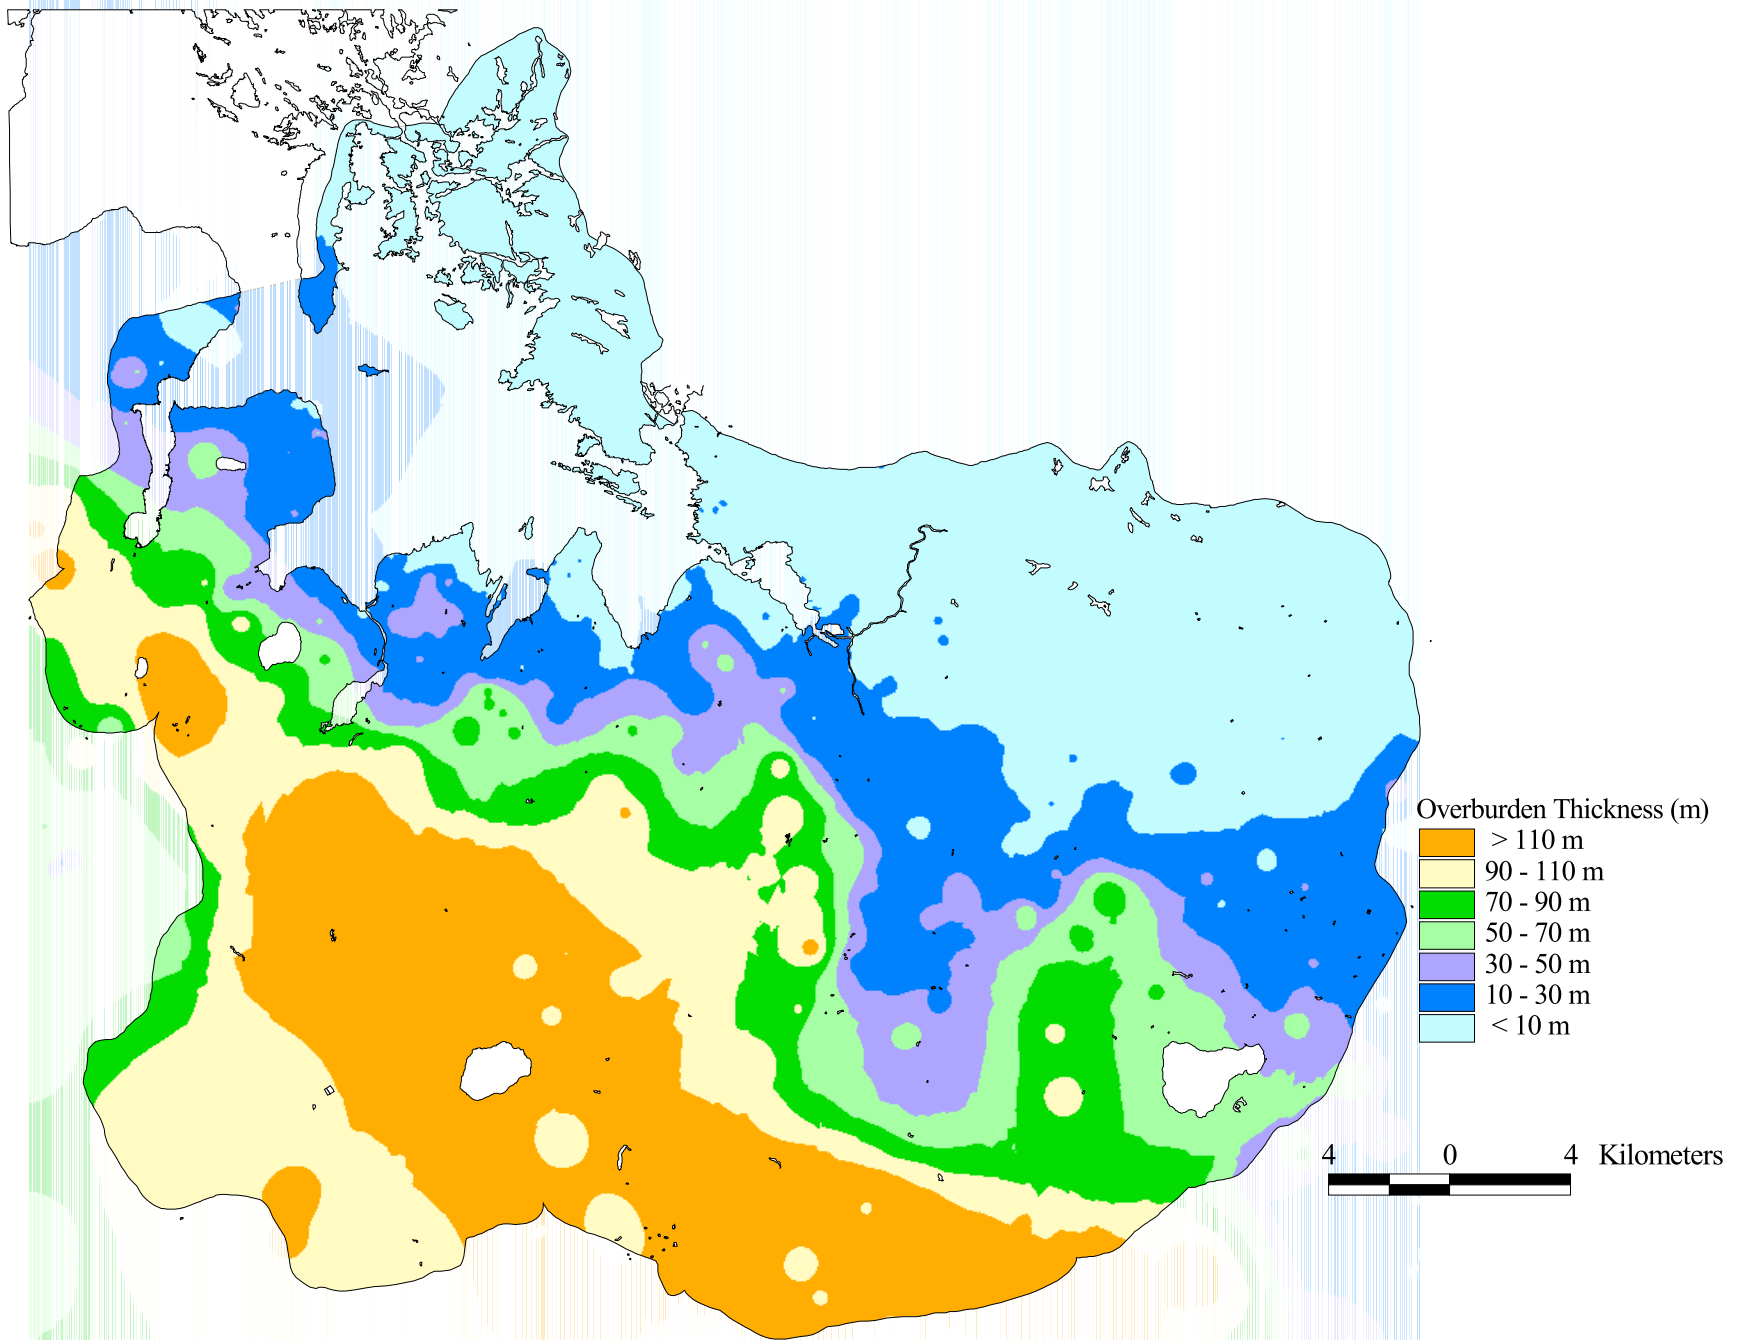 Overburden Thickness (m)
> 110 m
90 - 110 m
70 - 90 m
50 - 70 m
30 - 50 m
10 - 30 m
< 10 m
4 0 4 Kilometers